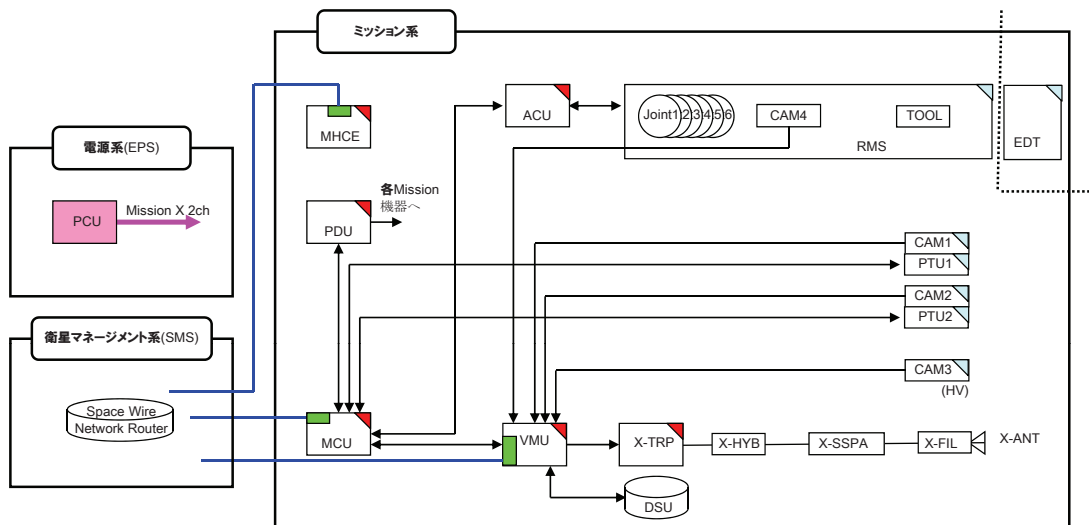 ミッション系
MHCE
ACU
Joint1 2 3 4 5 6
CAM4
TOOL
RMS
EDT
電源系(EPS)
PCU
Mission X 2ch
PDU
各Mission
機器へ
CAM1
PTU1
CAM2
PTU2
CAM3
(HV)
衛星マネージメント系(SMS)
Space Wire
Network Router
MCU
VMU
X-TRP
X-HYB
X-SSPA
X-FIL
X-ANT
DSU